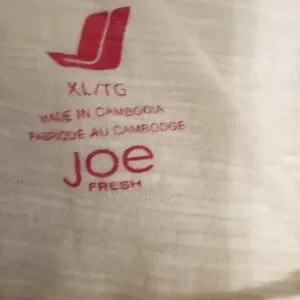 XL/TG
MADE IN CAMBODIA
FABRIQUÉ AU CAMBODGE
JOe
FRESH